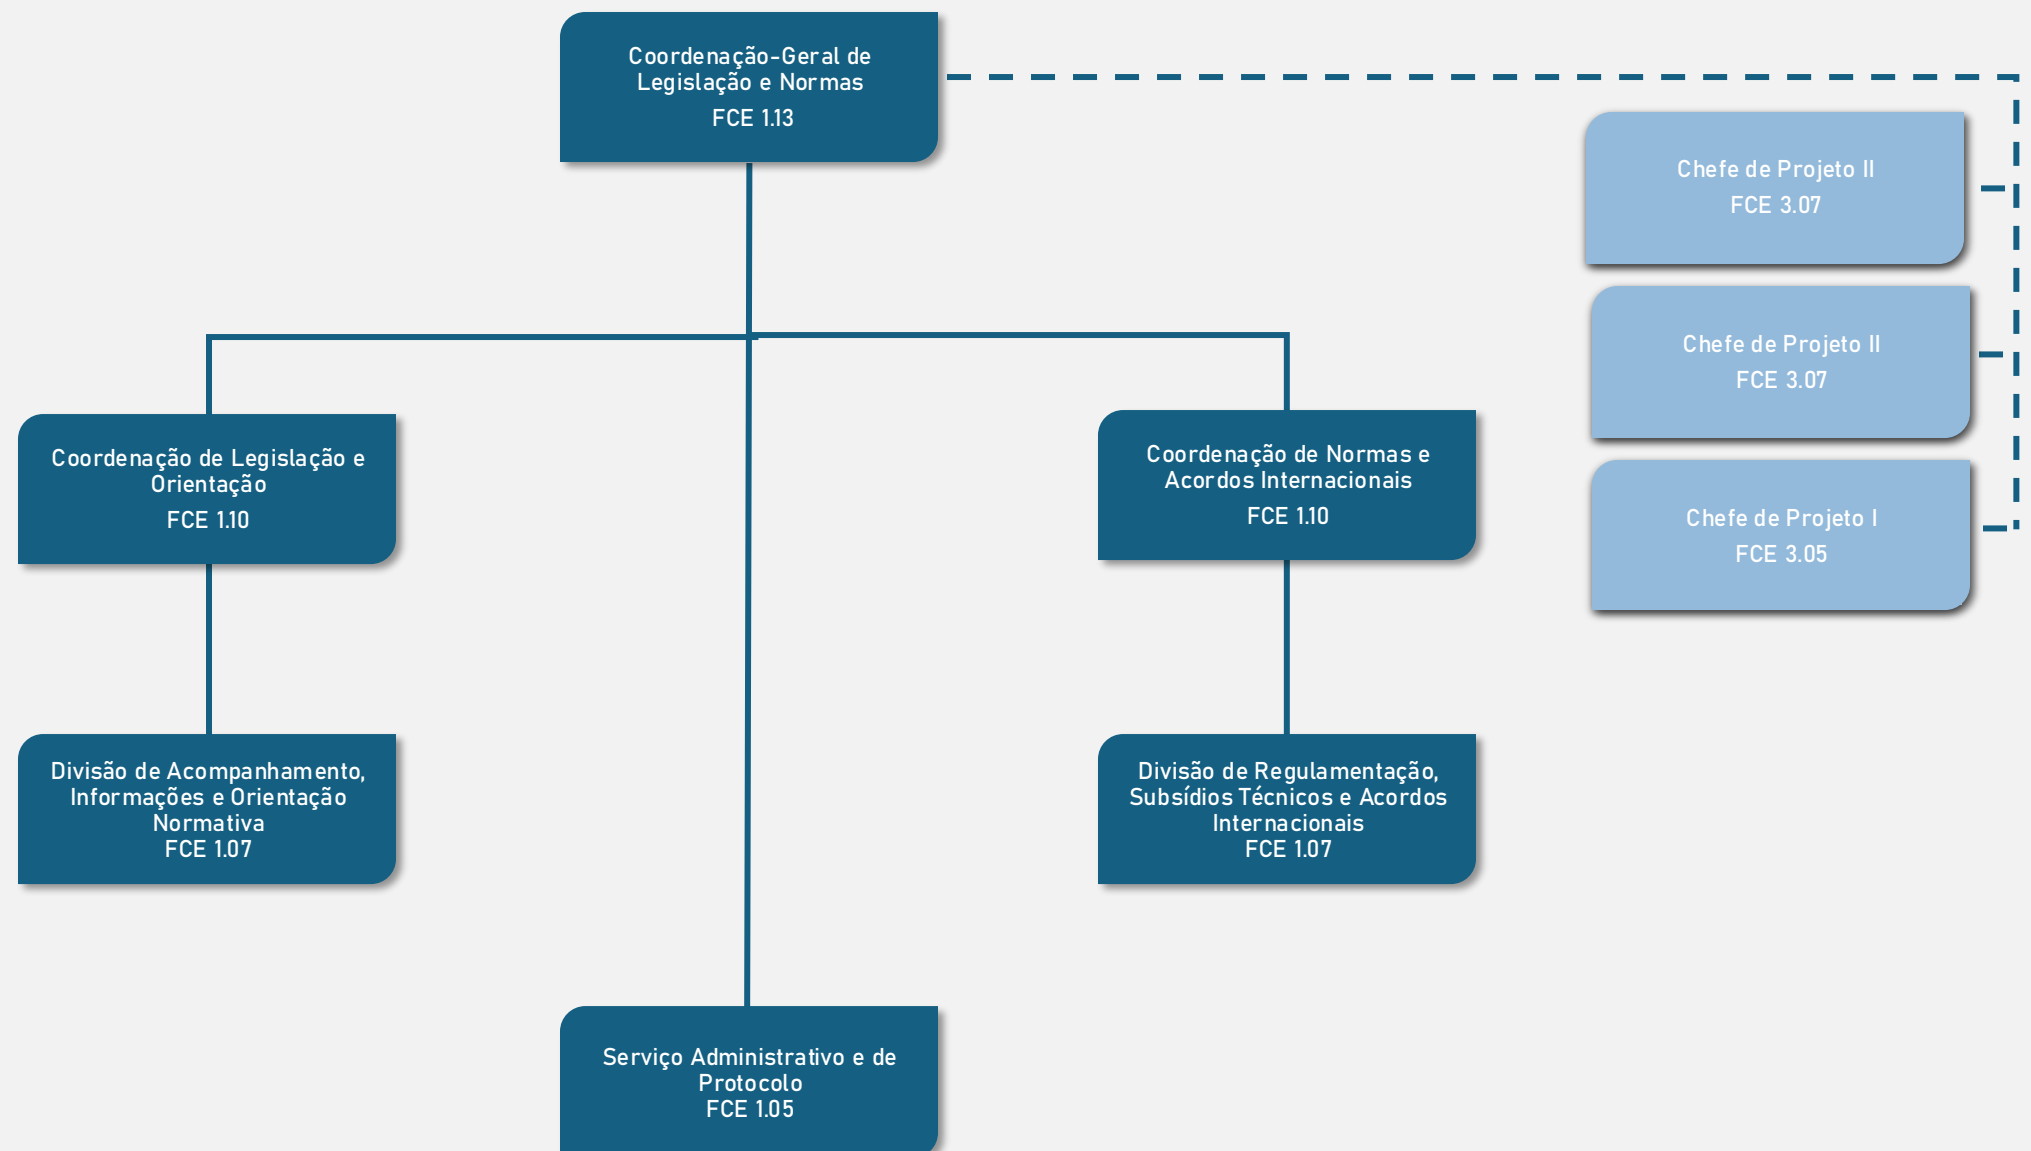 Coordenação-Geral de
Legislação e Normas
FCE 1.13
Chefe de Projeto II
FCE 3.07
Chefe de Projeto II
FCE 3.07
Chefe de Projeto I
FCE 3.05
Coordenação de Legislação e
Orientação
FCE 1.10
Coordenação de Normas e
Acordos Internacionais
FCE 1.10
Divisão de Acompanhamento,
Informações e Orientação
Normativa
FCE 1.07
Divisão de Regulamentação,
Subsídios Técnicos e Acordos
Internacionais
FCE 1.07
Serviço Administrativo e de
Protocolo
FCE 1.05